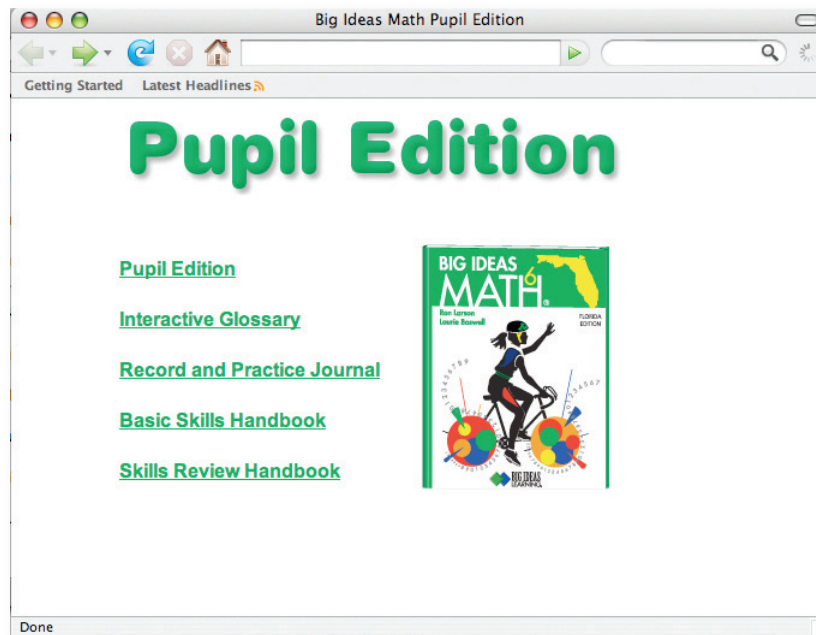 Big Ideas Math Pupil Edition
Getting Started Latest Headlines
Pupil Edition
Pupil Edition
Interactive Glossary
Record and Practice Journal
Basic Skills Handbook
Skills Review Handbook
BIG IDEAS
MATH 6
Ron Larson
Laurie Boswell
FLORIDA
EDITION
123456789
1234567
BIG IDEAS
LEARNING
Done